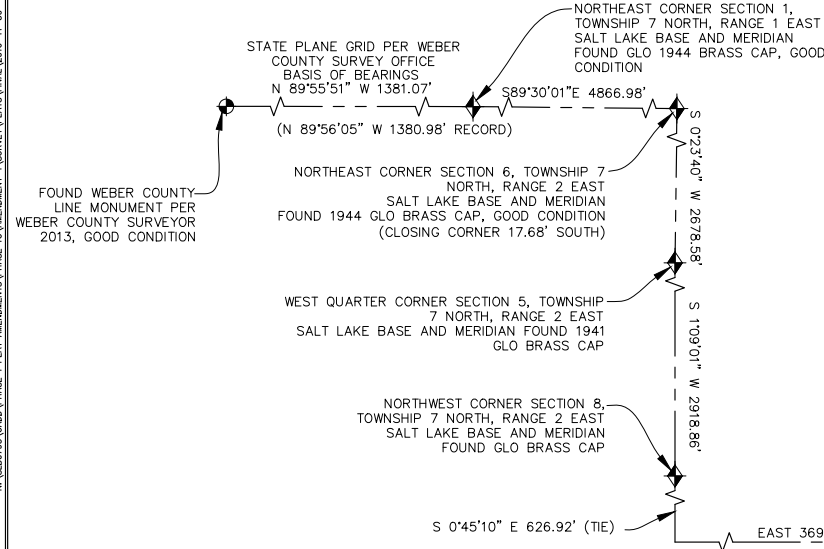 NORTHEAST CORNER SECTION 1,
TOWNSHIP 7 NORTH, RANGE 1 EAST
SALT LAKE BASE AND MERIDIAN
FOUND GLO 1944 BRASS CAP, GOOD
CONDITION
STATE PLANE GRID PER WEBER
COUNTY SURVEY OFFICE
BASIS OF BEARINGS
N 89°55'51" W 1381.07'
S89°30'01"E 4866.98'
(N 89°56'05" W 1380.98' RECORD)
S 0°23'40" W 2678.58'
NORTHEAST CORNER SECTION 6, TOWNSHIP 7
NORTH, RANGE 2 EAST
SALT LAKE BASE AND MERIDIAN
FOUND 1944 GLO BRASS CAP, GOOD CONDITION
(CLOSING CORNER 17.68' SOUTH)
FOUND WEBER COUNTY
LINE MONUMENT PER
WEBER COUNTY SURVEYOR
2013, GOOD CONDITION
WEST QUARTER CORNER SECTION 5, TOWNSHIP
7 NORTH, RANGE 2 EAST
SALT LAKE BASE AND MERIDIAN FOUND 1941
GLO BRASS CAP
S 1°09'01" W 2918.86'
NORTHWEST CORNER SECTION 8,
TOWNSHIP 7 NORTH, RANGE 2 EAST
SALT LAKE BASE AND MERIDIAN
FOUND GLO BRASS CAP
S 0°45'10" E 626.92' (TIE)
EAST 369